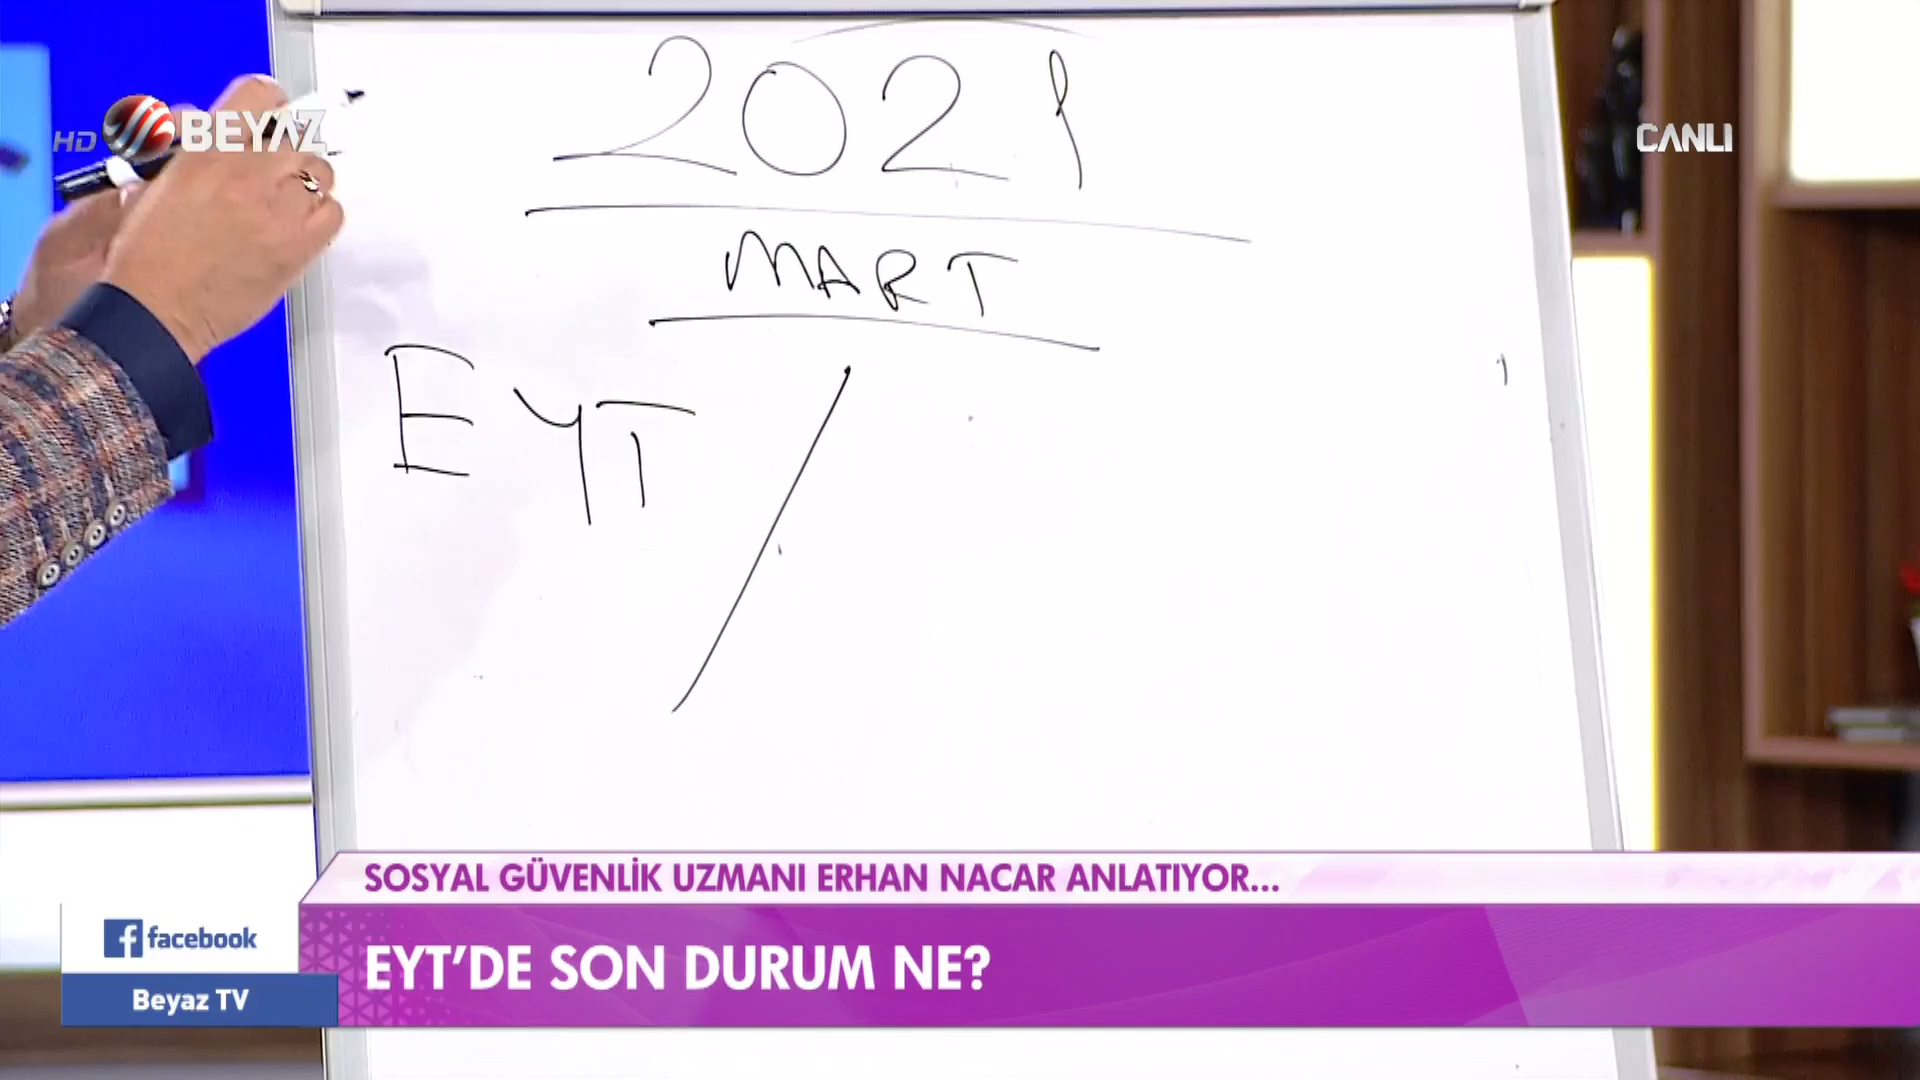 2021
HD BEYAZ
CANLI
MART
EYT /
SOSYAL GÜVENLİK UZMANI ERHAN NACAR ANLATIYOR...
facebook
EYT'DE SON DURUM NE?
Beyaz TV